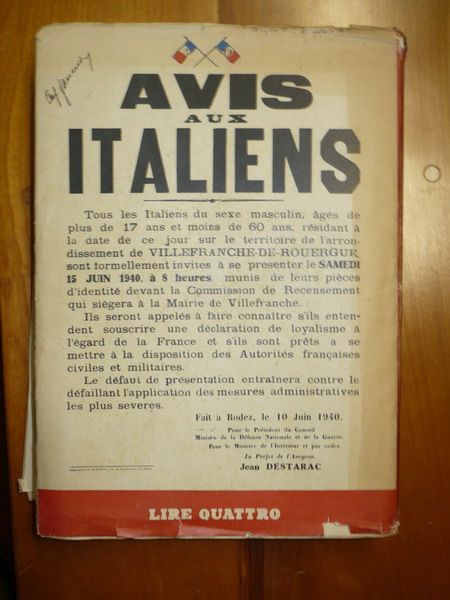 AVIS
AUX
ITALIENS
Tous les Italiens du sexe masculin, âgés de
plus de 17 ans et moins de 60 ans, résidant à
la date de ce jour sur le territoire de l'arron-
dissement de VILLEFRANCHE-DE-ROUERGUE
sont formellement invités à se présenter le SAMEDI
15 JUIN 1940, à 8 heures, munis de leurs pièces
d'identité devant la Commission de Recensement
qui siègera à la Mairie de Villefranche.
Ils seront appelés à faire connaître s'ils enten-
dent souscrire une déclaration de loyalisme à
l'égard de la France et s'ils sont prêts a se
mettre à la disposition des Autorités françaises
civiles et militaires.
Le défaut de présentation entraînera contre le
défaillant l'application des mesures administratives
les plus severes.
Fait à Rodez, le 10 Juin 1940.
Pour le Président du Conseil
Ministre de la Défense Nationale et de la Guerre.
Pour le Ministre de l'Intérieur et par ordre.
Le Préfet de l'Aveyron.
Jean DESTARAC
LIRE QUATTRO